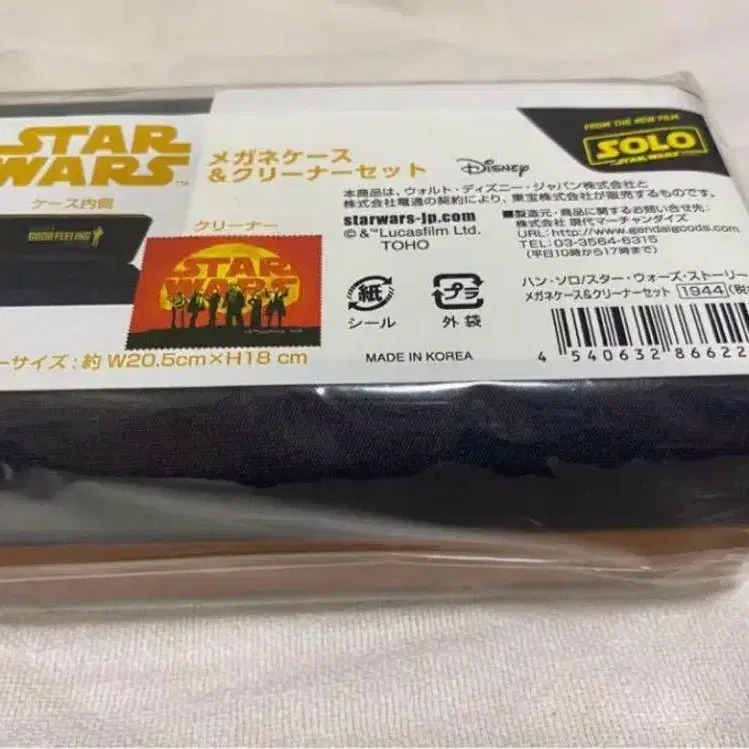 STAR
WARS™
ケース内側
GOOD FEELING
メガネケース
&クリーナーセット
クリーナー
STAR
WARS
Disney
FROM THE NEW FILM
SOLO
本商品は、ウォルト・ディズニー・ジャパン株式会社と
株式会社電通の契約により、東宝株式会社が販売するものです。
starwars-jp.com
© &™Lucasfilm Ltd.
TOHO
■製造元・商品に関するお問い合せ先:
株式会社 現代マーチャンダイズ
URL: http://www.gendaigoods.com
TEL: 03-3564-6315
(平日10時から17時まで)
紙
シール
プラ
外 袋
MADE IN KOREA
ハン・ソロ/スター・ウォーズ・ストーリー
メガネケース&クリーナーセット 1944
4 540632 86622
ーサイズ:約 W20.5cm×H18 cm